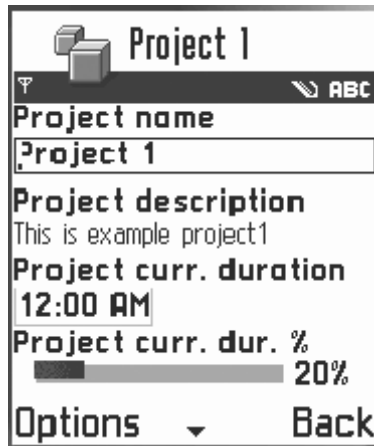 Project 1
ABC
Project name
Project 1
Project description
This is example project1
Project curr. duration
12:00 AM
Project curr. dur. %
20%
Options Back